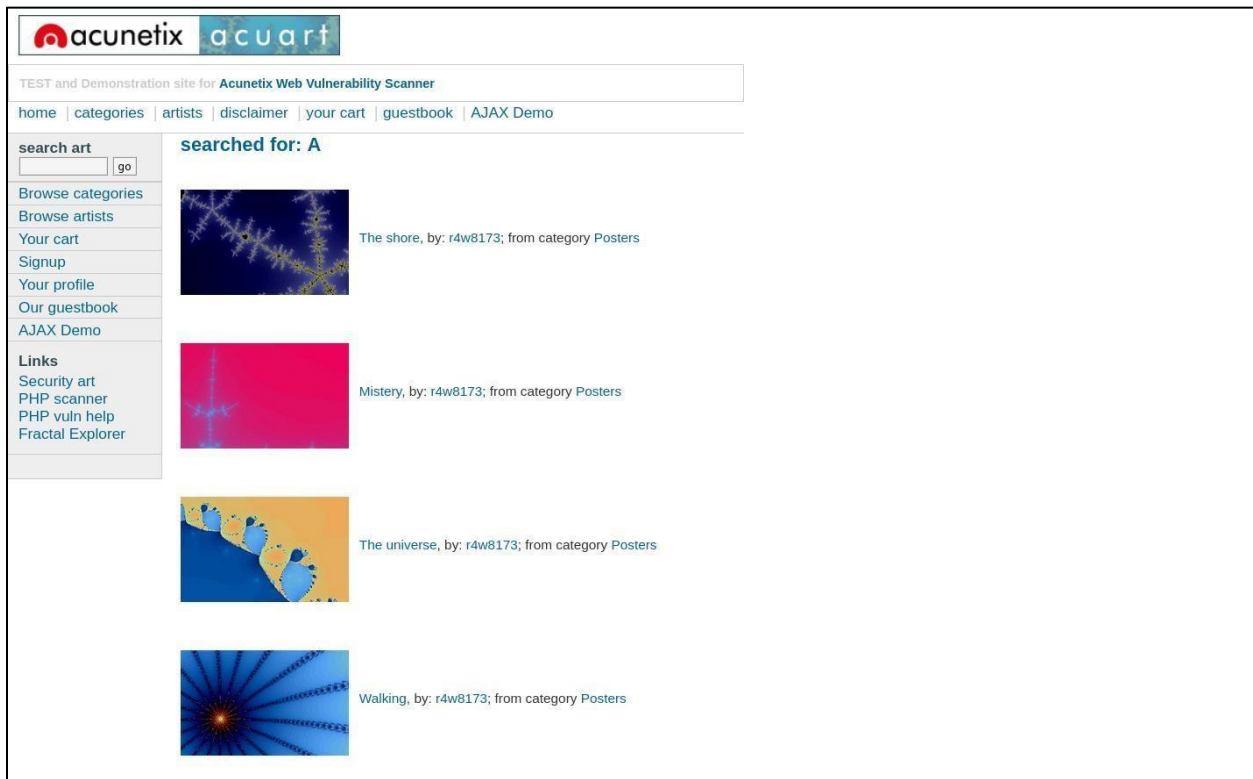 acunetix acuart
TEST and Demonstration site for Acunetix Web Vulnerability Scanner
home | categories | artists | disclaimer | your cart | guestbook | AJAX Demo
search art
go
Browse categories
Browse artists
Your cart
Signup
Your profile
Our guestbook
AJAX Demo
Links
Security art
PHP scanner
PHP vuln help
Fractal Explorer
searched for: A
The shore, by: r4w8173; from category Posters
Mistery, by: r4w8173; from category Posters
The universe, by: r4w8173; from category Posters
Walking, by: r4w8173; from category Posters